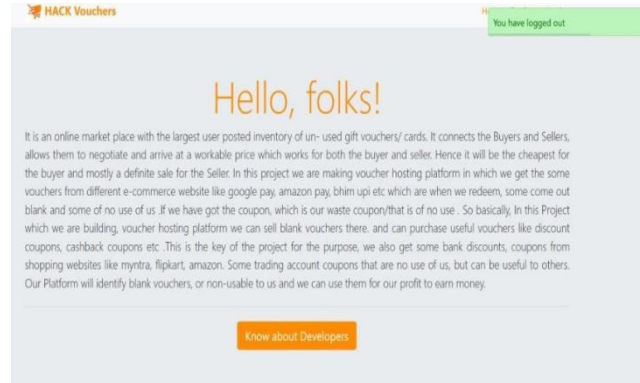 HACK Vouchers
You have logged out
Hello, folks!
It is an online market place with the largest user posted inventory of un- used gift vouchers/ cards. It connects the Buyers and Sellers,
allows them to negotiate and arrive at a workable price which works for both the buyer and seller. Hence it will be the cheapest for
the buyer and mostly a definite sale for the Seller. In this project we are making voucher hosting platform in which we get the some
vouchers from different e-commerce website like google pay, amazon pay, bhim upi etc which are when we redeem, some come out
blank and some of no use of us .If we have got the coupon, which is our waste coupon/that is of no use . So basically, In this Project
which we are building, voucher hosting platform we can sell blank vouchers there. and can purchase useful vouchers like discount
coupons, cashback coupons etc .This is the key of the project for the purpose, we also get some bank discounts, coupons from
shopping websites like myntra, flipkart, amazon. Some trading account coupons that are no use of us, but can be useful to others.
Our Platform will identify blank vouchers, or non-usable to us and we can use them for our profit to earn money.
Know about Developers